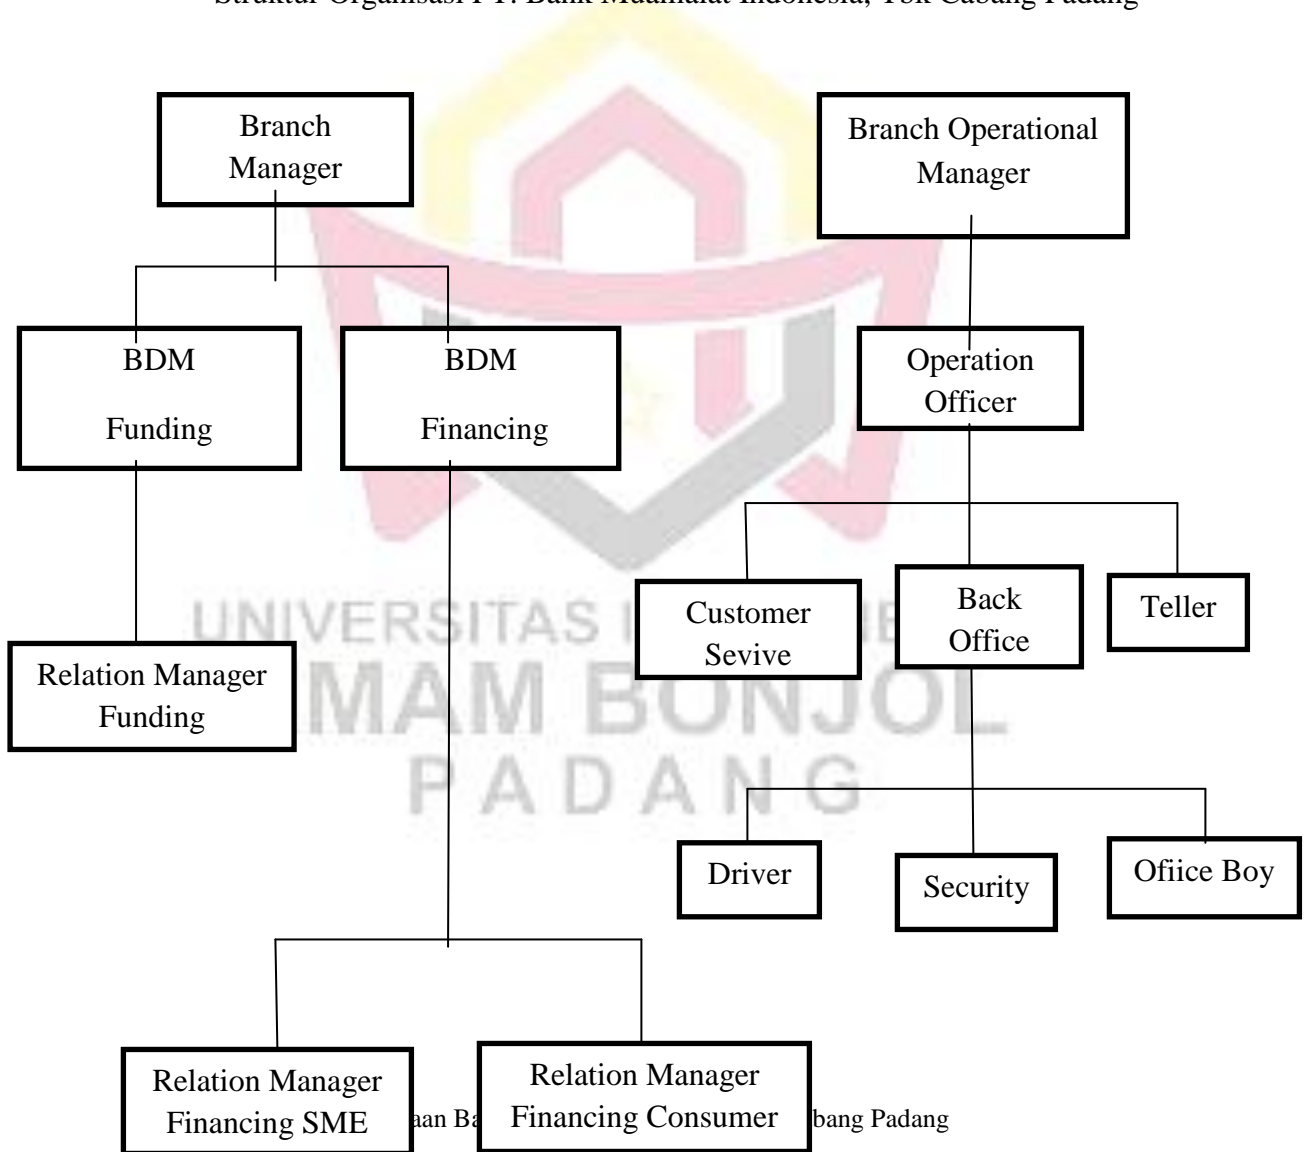 Struktur Organisasi PT. Bank Muamalat Indonesia, Tbk Cabang Padang
Branch
Manager
Branch Operational
Manager
BDM
Funding
BDM
Financing
Operation
Officer
Customer
Sevive
Back
Office
Teller
UNIVERSITAS
Relation Manager
Funding
IMAM BONJOL
PADANG
Driver
Security
Ofiice Boy
Relation Manager
Financing SME
Relation Manager
Financing Consumer
aan Ba
bang Padang